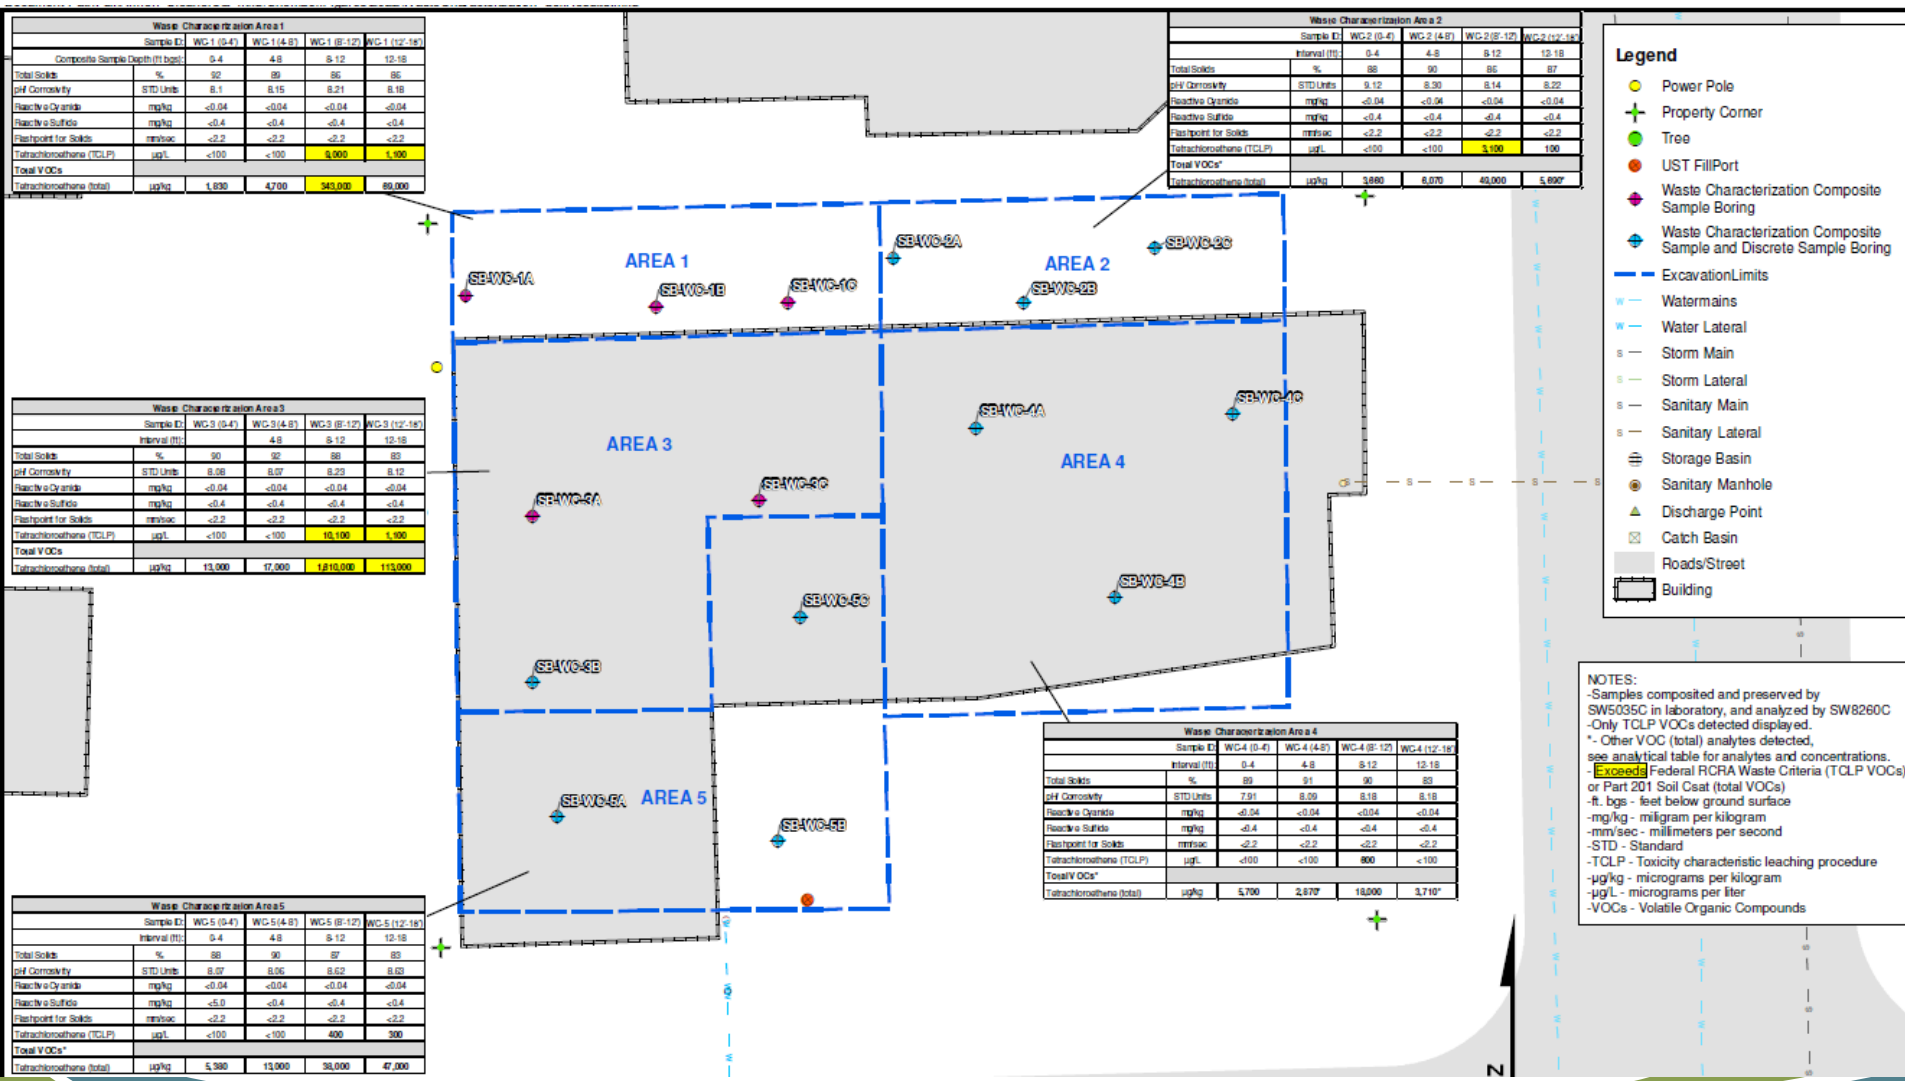 Waste Characterization Area 1
Sample ID: WC-1 (0-4') WC-1 (4-8') WC-1 (8'-12') WC-1 (12'-18')
Composite Sample Depth (ft bgs): 0-4 4-8 8-12 12-18
Total Solids % 92 89 86 86
pH/ Corrosivity STD Units 8.1 8.15 8.21 8.18
Reactive Cyanide mg/kg <0.04 <0.04 <0.04 <0.04
Reactive Sulfide mg/kg <0.4 <0.4 <0.4 <0.4
Flashpoint for Solids mm/sec <2.2 <2.2 <2.2 <2.2
Tetrachloroethene (TCLP) µg/L <100 <100 9,000 1,100
Total VOCs
Tetrachloroethene (total) µg/kg 1,830 4,700 343,000 69,000
Waste Characterization Area 2
Sample ID: WC-2 (0-4') WC-2 (4-8') WC-2 (8'-12') WC-2 (12'-18')
Interval (ft): 0-4 4-8 8-12 12-18
Total Solids % 88 90 86 87
pH/ Corrosivity STD Units 9.12 8.30 8.14 8.22
Reactive Cyanide mg/kg <0.04 <0.04 <0.04 <0.04
Reactive Sulfide mg/kg <0.4 <0.4 <0.4 <0.4
Flashpoint for Solids mm/sec <2.2 <2.2 <2.2 <2.2
Tetrachloroethene (TCLP) µg/L <100 <100 3,100 100
Total VOCs*
Tetrachloroethene (total) µg/kg 3,660 6,070 49,000 5,690*
Legend
Power Pole
Property Corner
Tree
UST FillPort
Waste Characterization Composite
Sample Boring
Waste Characterization Composite
Sample and Discrete Sample Boring
ExcavationLimits
W Watermains
W Water Lateral
S Storm Main
S Storm Lateral
S Sanitary Main
S Sanitary Lateral
Storage Basin
Sanitary Manhole
Discharge Point
Catch Basin
Roads/Street
Building
AREA 1
SB-WC-1A
SB-WC-1B
SB-WC-1C
AREA 2
SB-WC-2A
SB-WC-2B
SB-WC-2C
AREA 3
SB-WC-3A
SB-WC-3B
SB-WC-3C
AREA 4
SB-WC-4A
SB-WC-4B
SB-WC-4C
AREA 5
SB-WC-5A
SB-WC-5B
SB-WC-5C
Waste Characterization Area 3
Sample ID: WC-3 (0-4') WC-3 (4-8') WC-3 (8'-12') WC-3 (12'-18')
Interval (ft): 4-8 8-12 12-18
Total Solids % 90 92 88 83
pH/ Corrosivity STD Units 8.08 8.07 8.23 8.12
Reactive Cyanide mg/kg <0.04 <0.04 <0.04 <0.04
Reactive Sulfide mg/kg <0.4 <0.4 <0.4 <0.4
Flashpoint for Solids mm/sec <2.2 <2.2 <2.2 <2.2
Tetrachloroethene (TCLP) µg/L <100 <100 10,100 1,100
Total VOCs
Tetrachloroethene (total) µg/kg 13,000 17,000 1,810,000 113,000
Waste Characterization Area 4
Sample ID: WC-4 (0-4') WC-4 (4-8') WC-4 (8'-12') WC-4 (12'-18')
Interval (ft): 0-4 4-8 8-12 12-18
Total Solids % 89 91 90 83
pH/ Corrosivity STD Units 7.91 8.09 8.18 8.18
Reactive Cyanide mg/kg <0.04 <0.04 <0.04 <0.04
Reactive Sulfide mg/kg <0.4 <0.4 <0.4 <0.4
Flashpoint for Solids mm/sec <2.2 <2.2 <2.2 <2.2
Tetrachloroethene (TCLP) µg/L <100 <100 600 <100
Total VOCs*
Tetrachloroethene (total) µg/kg 5,700 2,870* 18,000 3,710*
Waste Characterization Area 5
Sample ID: WC-5 (0-4') WC-5 (4-8') WC-5 (8'-12') WC-5 (12'-18')
Interval (ft): 0-4 4-8 8-12 12-18
Total Solids % 88 90 87 83
pH/ Corrosivity STD Units 8.07 8.06 8.62 8.63
Reactive Cyanide mg/kg <0.04 <0.04 <0.04 <0.04
Reactive Sulfide mg/kg <5.0 <0.4 <0.4 <0.4
Flashpoint for Solids mm/sec <2.2 <2.2 <2.2 <2.2
Tetrachloroethene (TCLP) µg/L <100 <100 400 300
Total VOCs*
Tetrachloroethene (total) µg/kg 5,380 13,000 38,000 47,000
NOTES:
-Samples composited and preserved by
SW5035C in laboratory, and analyzed by SW8260C
-Only TCLP VOCs detected displayed.
*- Other VOC (total) analytes detected,
see analytical table for analytes and concentrations.
- Exceeds Federal RCRA Waste Criteria (TCLP VOCs)
or Part 201 Soil Csat (total VOCs)
-ft. bgs - feet below ground surface
-mg/kg - miligram per kilogram
-mm/sec - millimeters per second
-STD - Standard
-TCLP - Toxicity characteristic leaching procedure
-µg/kg - micrograms per kilogram
-µg/L - micrograms per liter
-VOCs - Volatile Organic Compounds
Z